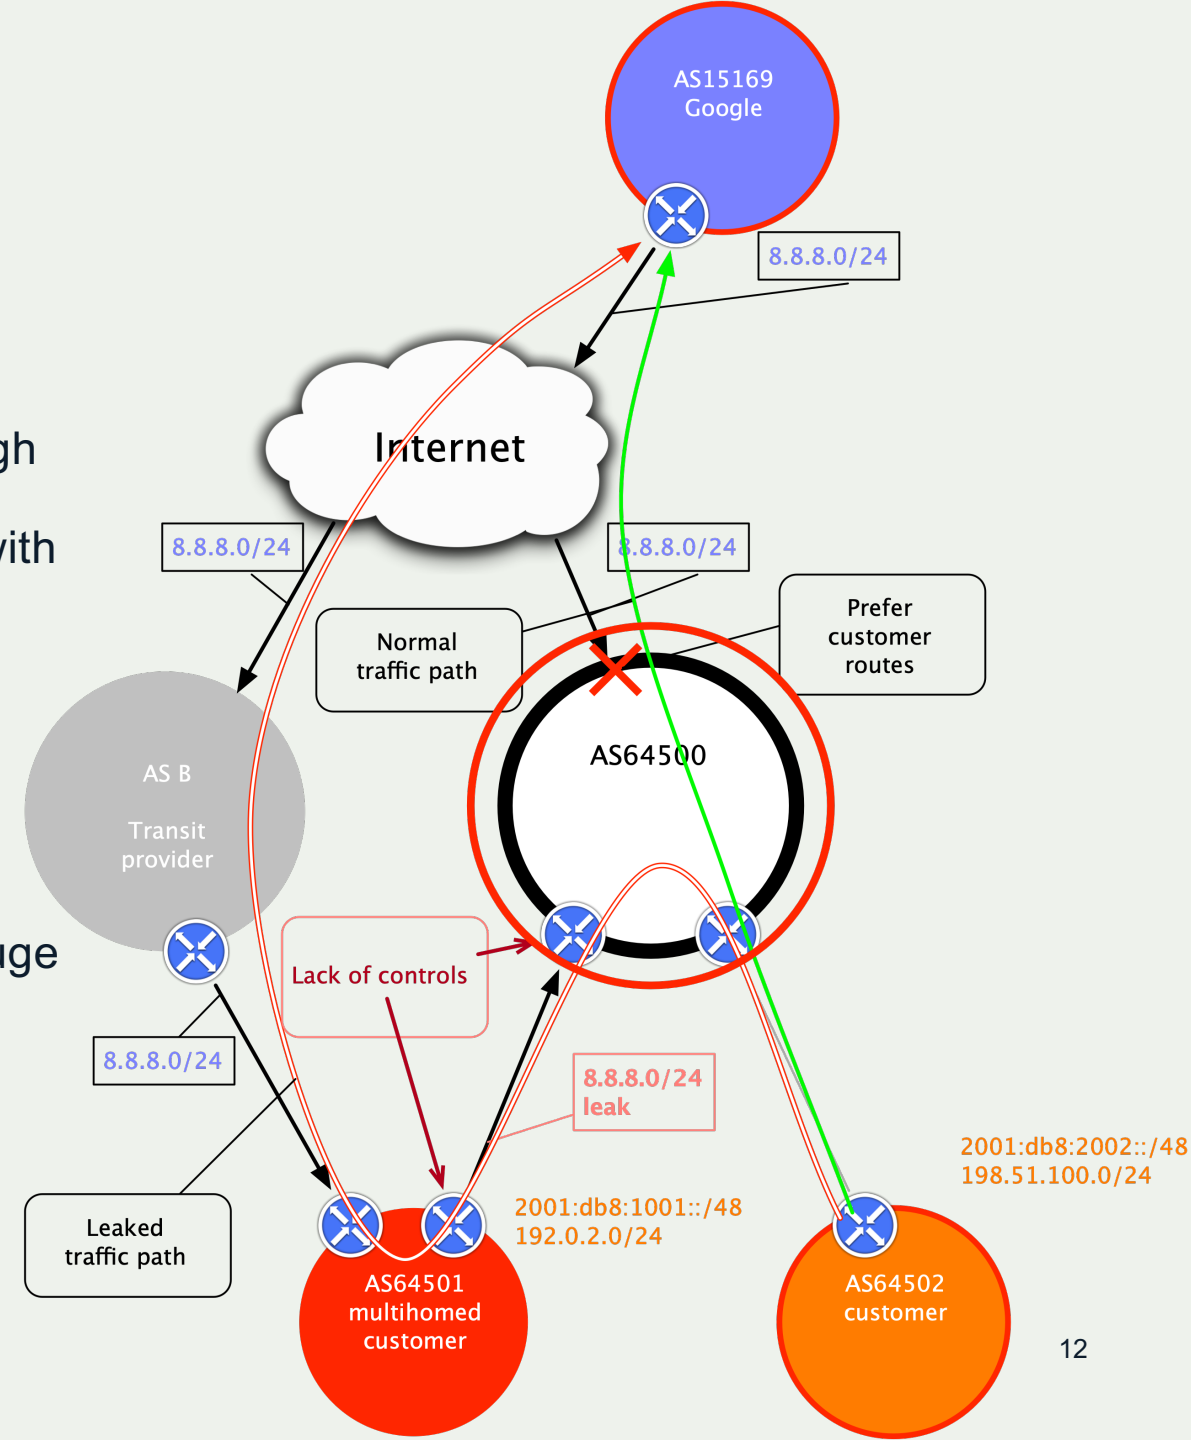 AS15169
Google
8.8.8.0/24
Internet
gh
with
8.8.8.0/24
8.8.8.0/24
Normal
traffic path
Prefer
customer
routes
AS64500
AS B
Transit
provider
uge
Lack of controls
8.8.8.0/24
8.8.8.0/24
leak
2001:db8:2002::/48
198.51.100.0/24
2001:db8:1001::/48
192.0.2.0/24
Leaked
traffic path
AS64501
multihomed
customer
AS64502
customer
12